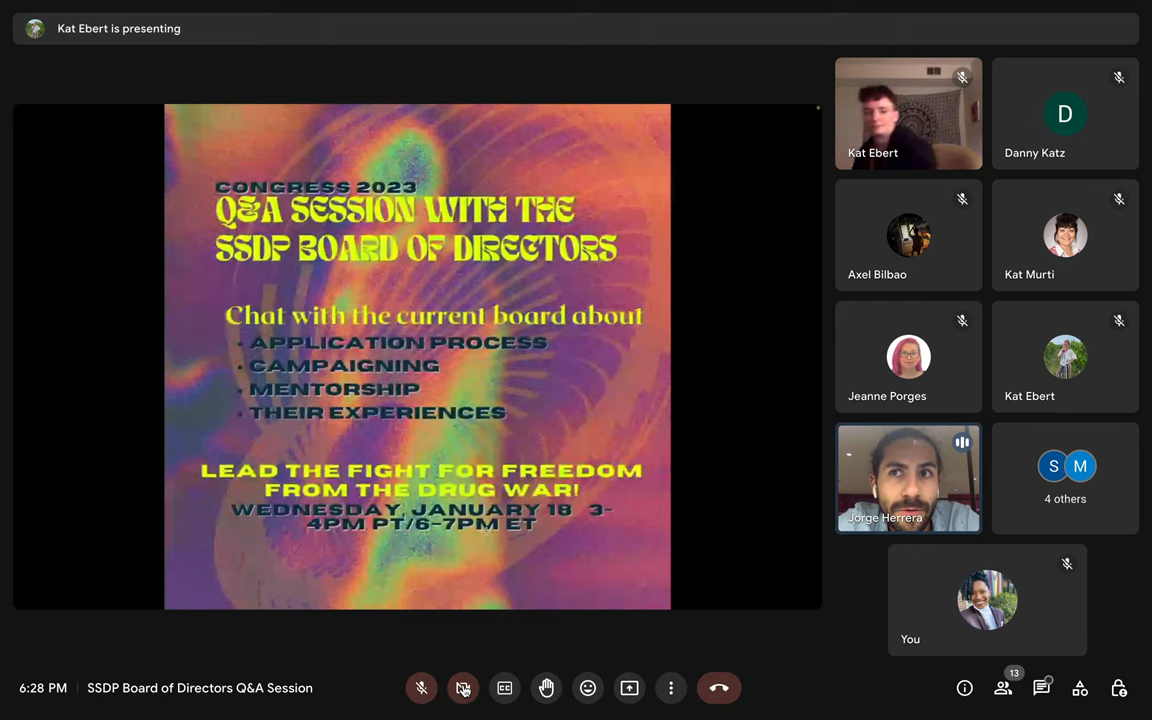 Kat Ebert is presenting
CONGRESS 2023
Q&A SESSION WITH THE
SSDP BOARD OF DIRECTORS
Chat with the current board about
· APPLICATION PROCESS
· CAMPAIGNING
· MENTORSHIP
· THEIR EXPERIENCES
LEAD THE FIGHT FOR FREEDOM
FROM THE DRUG WAR!
WEDNESDAY, JANUARY 18 3-
4PM PT/6-7PM ET
Kat Ebert
D
Danny Katz
Axel Bilbao
Kat Murti
Jeanne Porges
Kat Ebert
Jorge Herrera
S M
4 others
You
6:28 PM | SSDP Board of Directors Q&A Session
CC
13